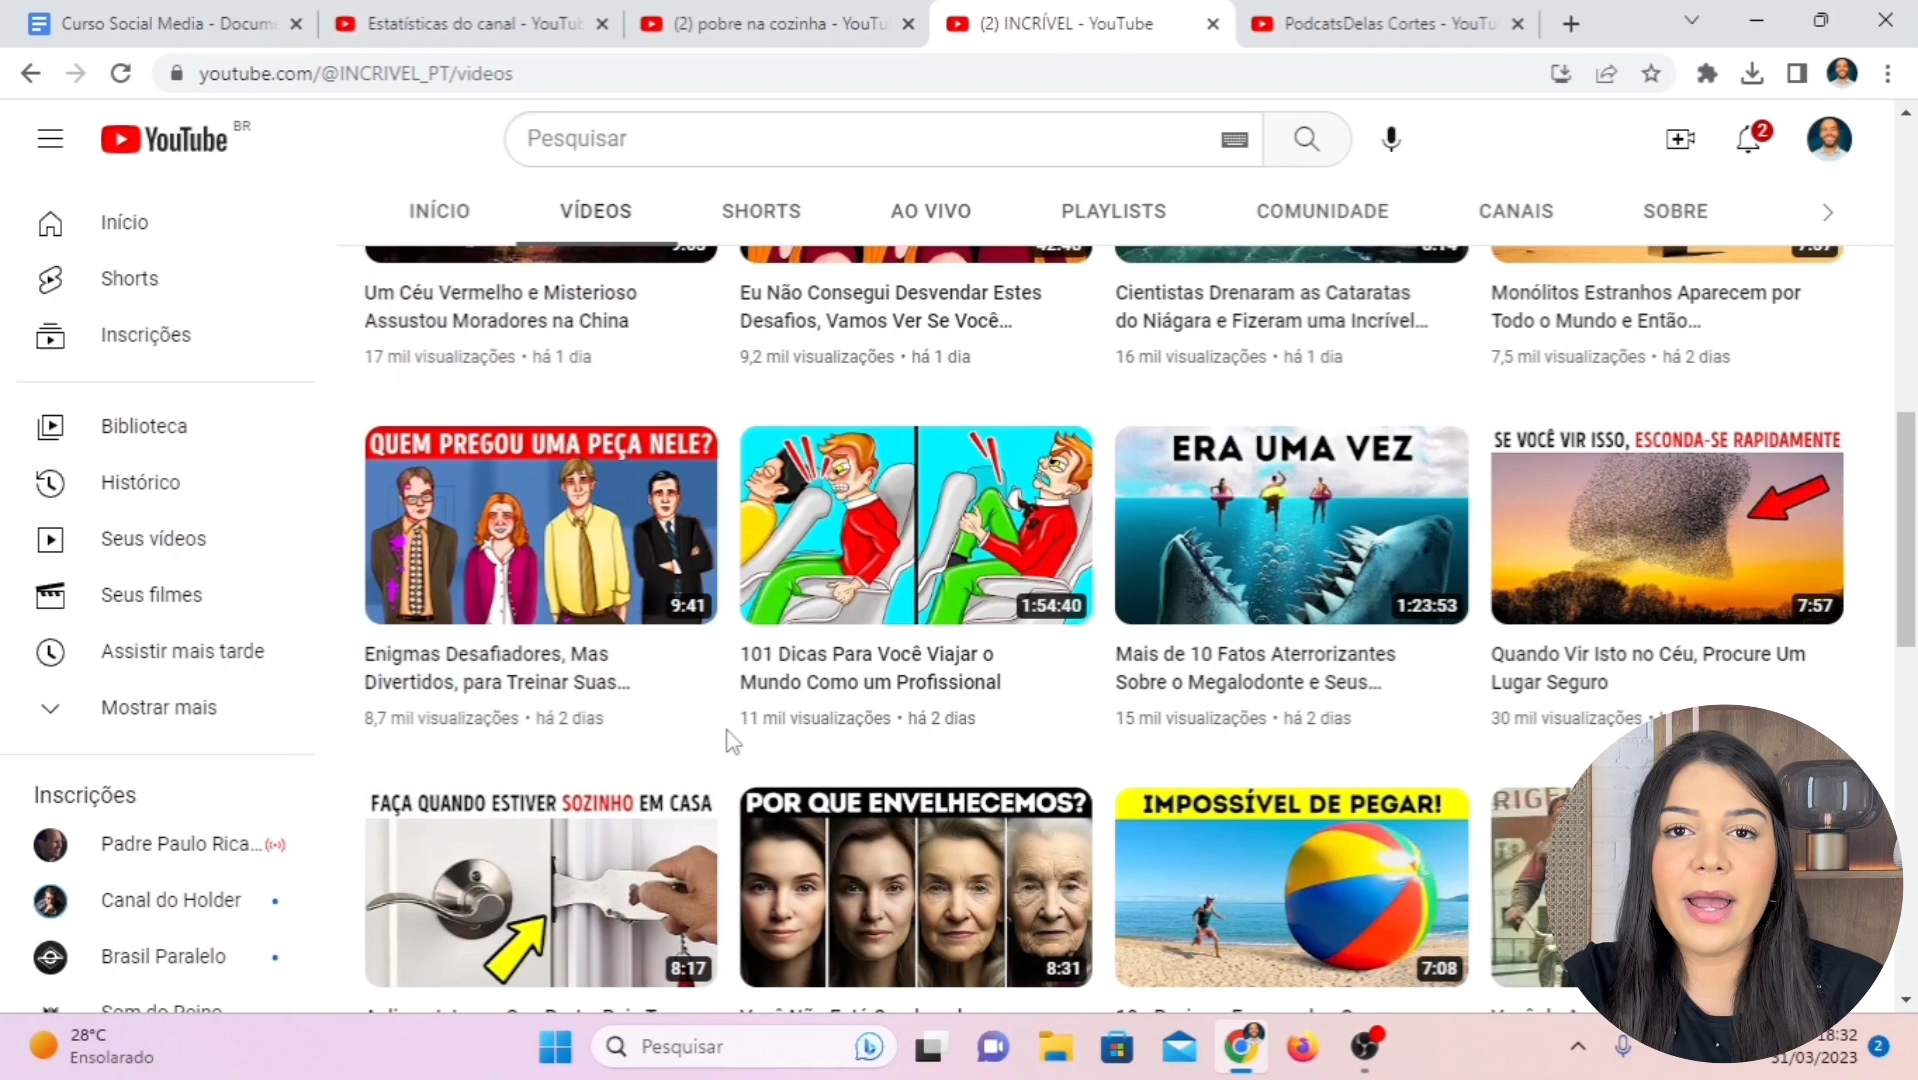 Curso Social Media - Docume
Estatísticas do canal - YouTub
(2) pobre na cozinha - YouTu
(2) INCRÍVEL - YouTube
PodcatsDelas Cortes - YouTu
youtube.com/@INCRIVEL_PT/videos
YouTube BR
Pesquisar
2
INÍCIO
VÍDEOS
SHORTS
AO VIVO
PLAYLISTS
COMUNIDADE
CANAIS
SOBRE
Início
Shorts
Inscrições
Biblioteca
Histórico
Seus vídeos
Seus filmes
Assistir mais tarde
Mostrar mais
Inscrições
Padre Paulo Rica...
Canal do Holder
Brasil Paralelo
Um Céu Vermelho e Misterioso
Assustou Moradores na China
17 mil visualizações • há 1 dia
Eu Não Consegui Desvendar Estes
Desafios, Vamos Ver Se Você...
9,2 mil visualizações • há 1 dia
Cientistas Drenaram as Cataratas
do Niágara e Fizeram uma Incrível...
16 mil visualizações • há 1 dia
Monólitos Estranhos Aparecem por
Todo o Mundo e Então...
7,5 mil visualizações • há 2 dias
QUEM PREGOU UMA PEÇA NELE?
9:41
Enigmas Desafiadores, Mas
Divertidos, para Treinar Suas...
8,7 mil visualizações • há 2 dias
1:54:40
101 Dicas Para Você Viajar o
Mundo Como um Profissional
11 mil visualizações • há 2 dias
ERA UMA VEZ
1:23:53
Mais de 10 Fatos Aterrorizantes
Sobre o Megalodonte e Seus...
15 mil visualizações • há 2 dias
SE VOCÊ VIR ISSO, ESCONDA-SE RAPIDAMENTE
7:57
Quando Vir Isto no Céu, Procure Um
Lugar Seguro
30 mil visualizações
FAÇA QUANDO ESTIVER SOZINHO EM CASA
8:17
POR QUE ENVELHECEMOS?
8:31
IMPOSSÍVEL DE PEGAR!
7:08
28°C
Ensolarado
Pesquisar
18:32
31/03/2023
2